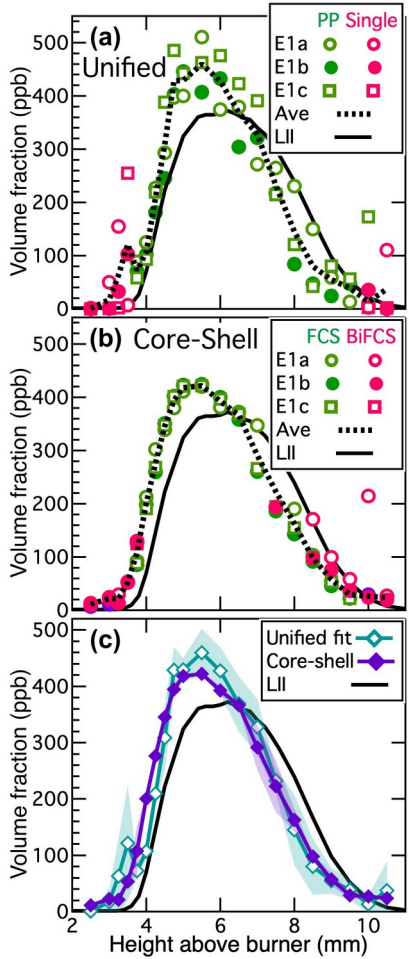 500
400
300
200
100
0
Volume fraction (ppb)
(a)
Unified
PP Single
E1a
E1b
E1c
Ave
LII
500
400
300
200
100
0
Volume fraction (ppb)
(b) Core-Shell
FCS BiFCS
E1a
E1b
E1c
Ave
LII
500
400
300
200
100
0
Volume fraction (ppb)
(c)
Unified fit
Core-shell
LII
2 4 6 8 10
Height above burner (mm)